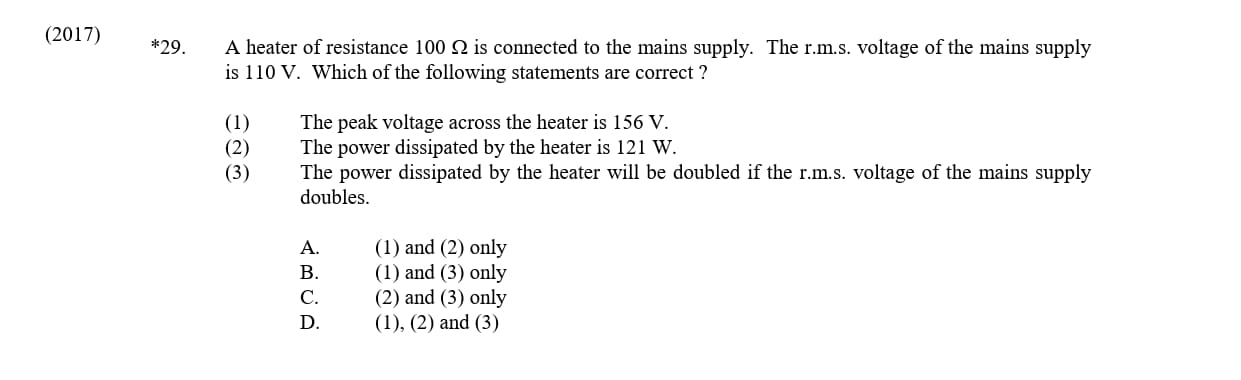 (2017)
*29. A heater of resistance 100 Ω is connected to the mains supply. The r.m.s. voltage of the mains supply
is 110 V. Which of the following statements are correct ?
(1) The peak voltage across the heater is 156 V.
(2) The power dissipated by the heater is 121 W.
(3) The power dissipated by the heater will be doubled if the r.m.s. voltage of the mains supply
doubles.
A. (1) and (2) only
B. (1) and (3) only
C. (2) and (3) only
D. (1), (2) and (3)